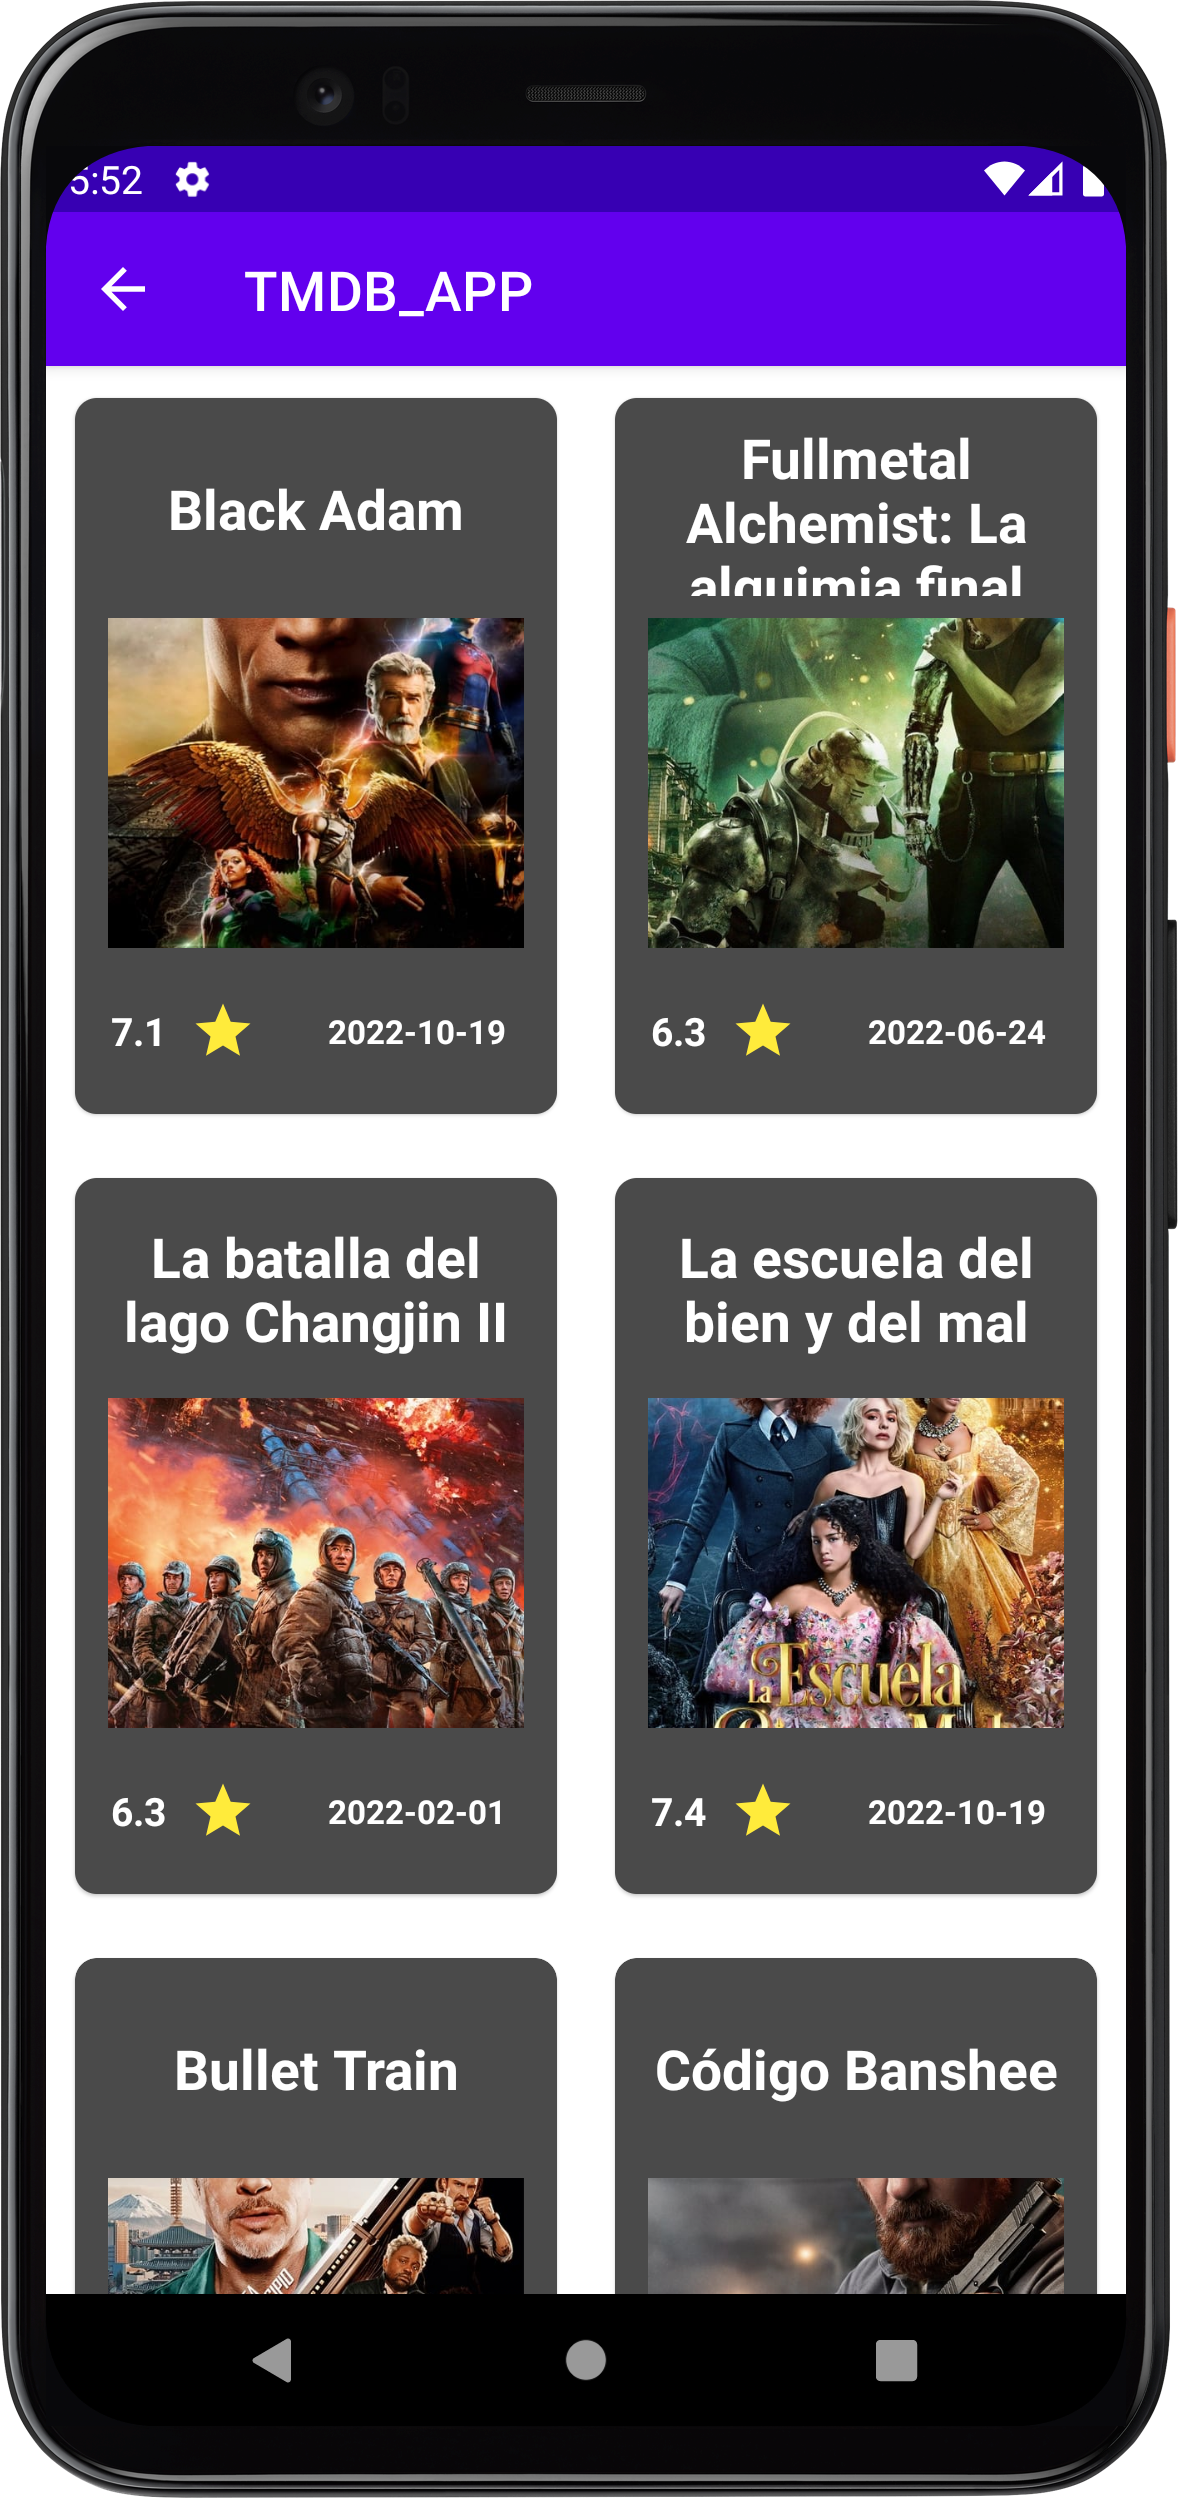 5:52
TMDB_APP
Black Adam
Fullmetal
Alchemist: La
alquimia final
7.1
2022-10-19
6.3
2022-06-24
La batalla del
lago Changjin II
La escuela del
bien y del mal
La Escuela
6.3
2022-02-01
7.4
2022-10-19
Bullet Train
Código Banshee